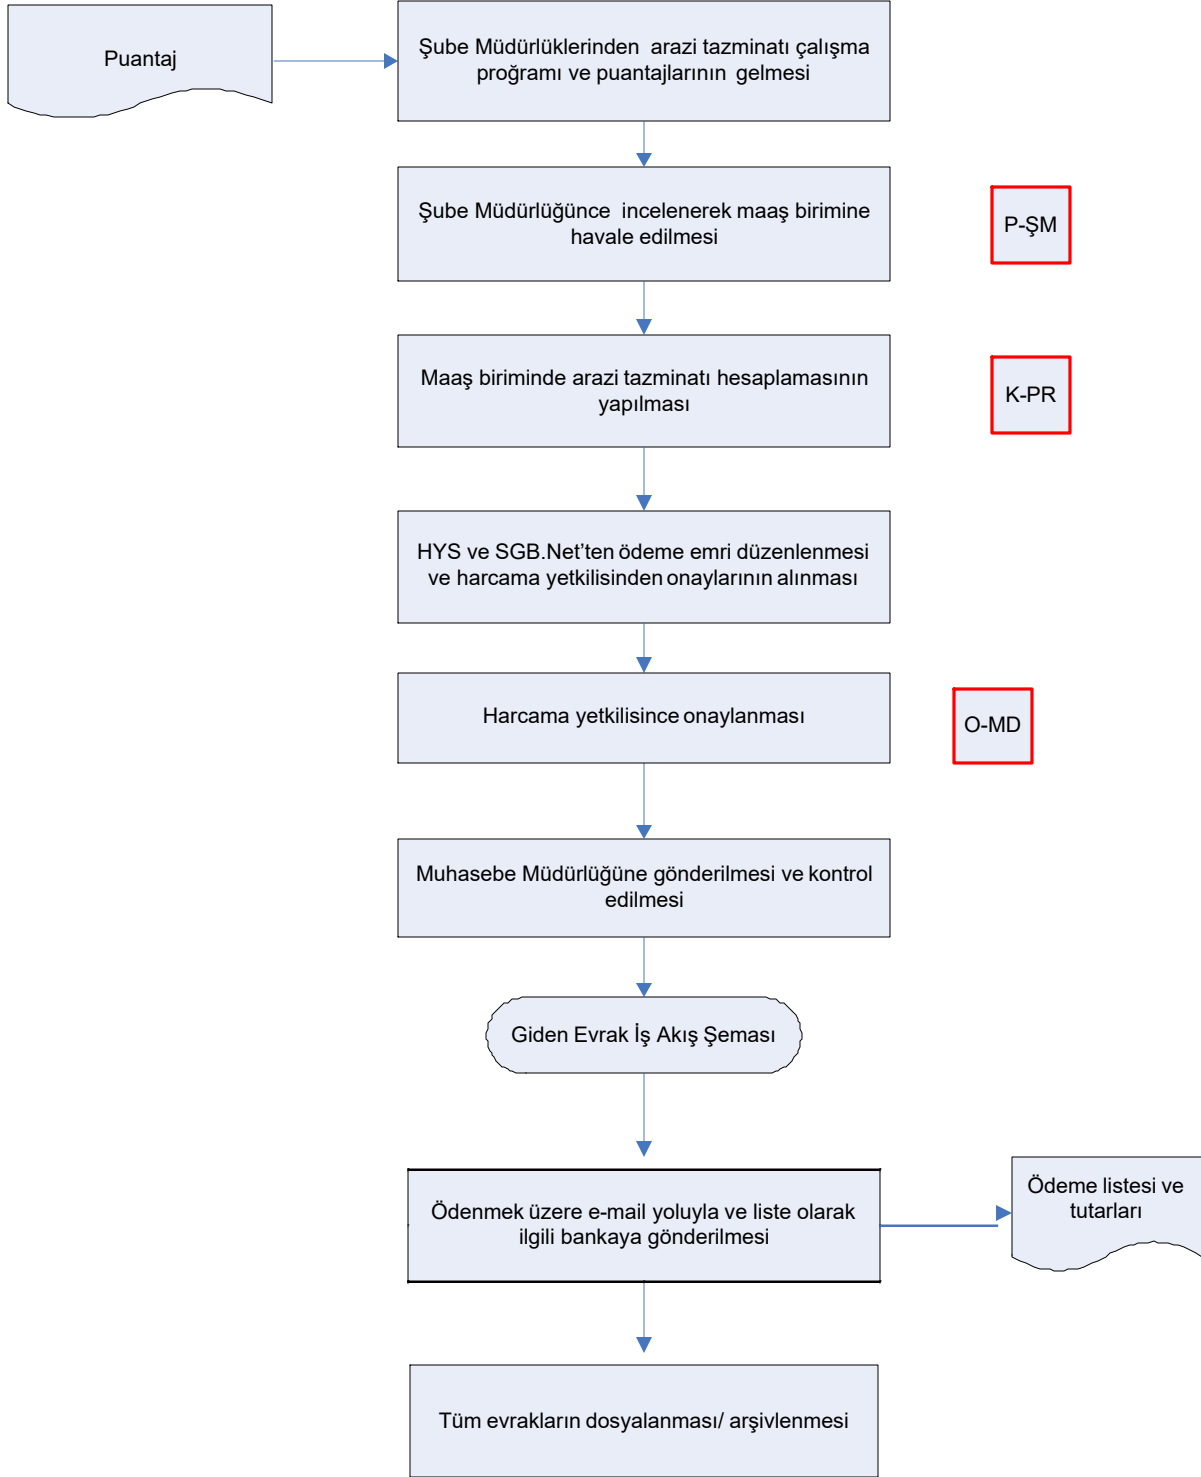 Puantaj
Şube Müdürlüklerinden arazi tazminatı çalışma
proğramı ve puantajlarının gelmesi
Şube Müdürlüğünce incelenerek maaş birimine
havale edilmesi
P-ŞM
Maaş biriminde arazi tazminatı hesaplamasının
yapılması
K-PR
HYS ve SGB.Net’ten ödeme emri düzenlenmesi
ve harcama yetkilisinden onaylarının alınması
Harcama yetkilisince onaylanması
O-MD
Muhasebe Müdürlüğüne gönderilmesi ve kontrol
edilmesi
Giden Evrak İş Akış Şeması
Ödenmek üzere e-mail yoluyla ve liste olarak
ilgili bankaya gönderilmesi
Ödeme listesi ve
tutarları
Tüm evrakların dosyalanması/ arşivlenmesi